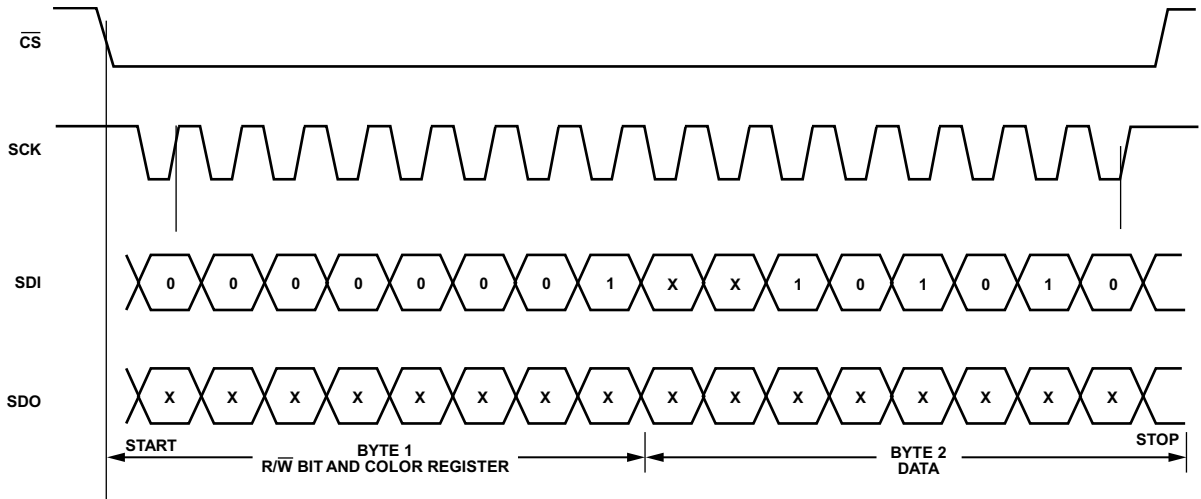 CS
SCK
SDI 0 0 0 0 0 0 0 1 X X 1 0 1 0 1 0
SDO X X X X X X X X X X X X X X X X
START BYTE 1 BYTE 2 STOP
R/W BIT AND COLOR REGISTER DATA